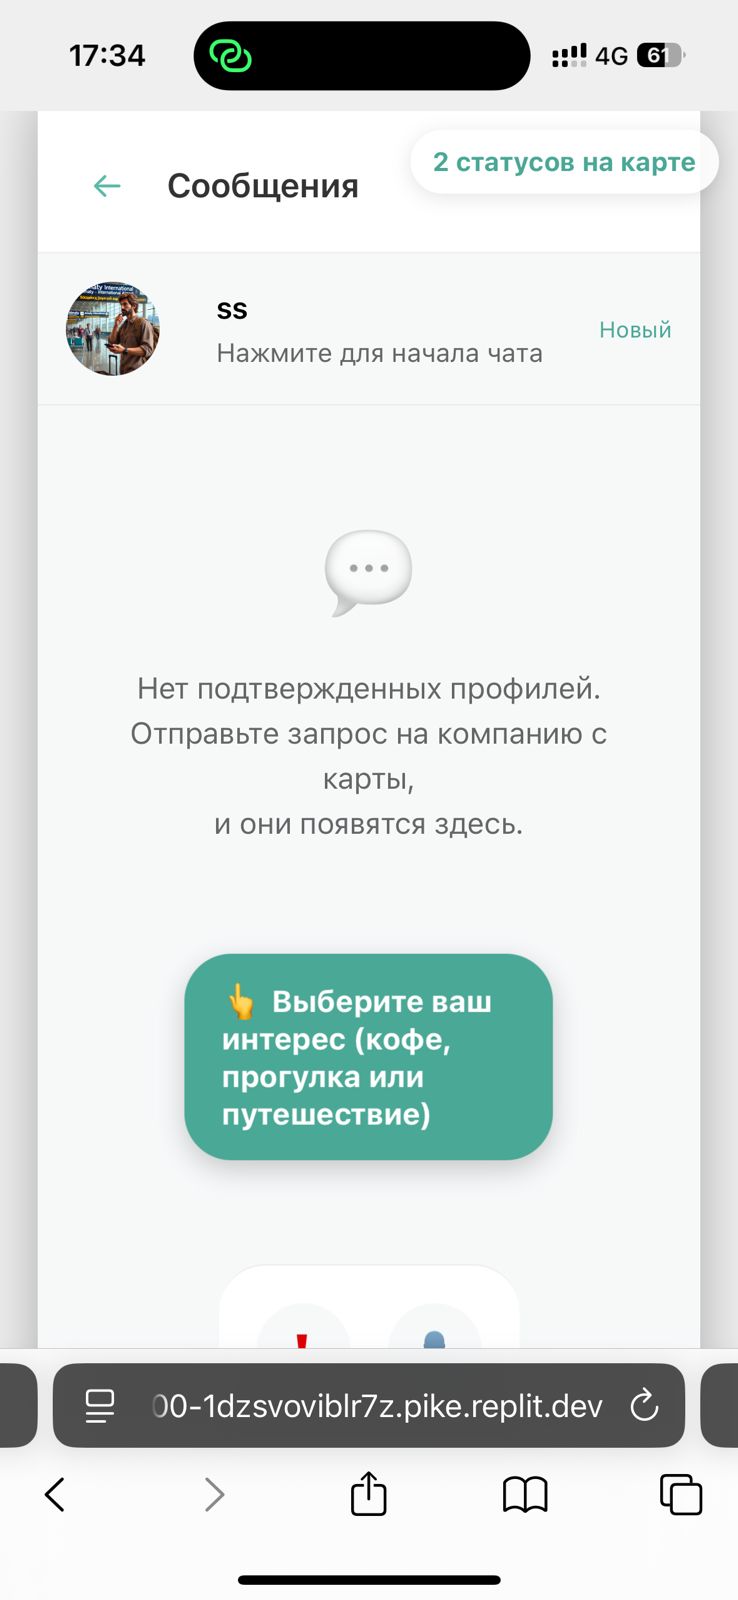 17:34
4G
61
2 статусов на карте
Сообщения
ss
Нажмите для начала чата
Новый
Нет подтвержденных профилей.
Отправьте запрос на компанию с
карты,
и они появятся здесь.
👆 Выберите ваш
интерес (кофе,
прогулка или
путешествие)
00-1dzsvoviblr7z.pike.replit.dev